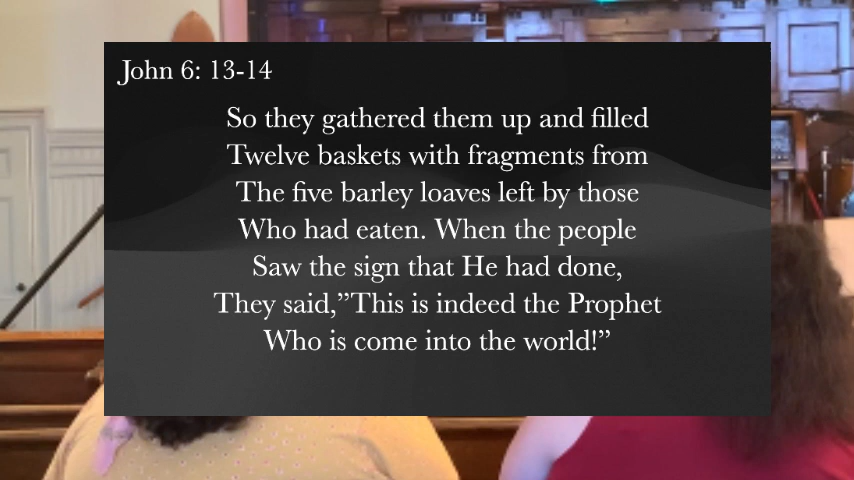 John 6: 13-14
So they gathered them up and filled
Twelve baskets with fragments from
The five barley loaves left by those
Who had eaten. When the people
Saw the sign that He had done,
They said,”This is indeed the Prophet
Who is come into the world!”